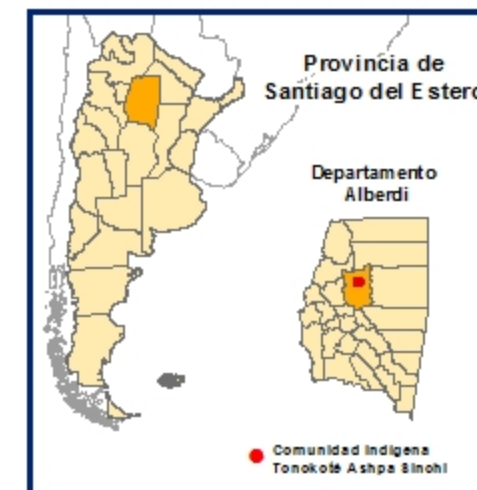 Provincia de
Santiago del Estero
Departamento
Alberdi
Comunidad Indigena
Tonokoté Ashpa Sinchi